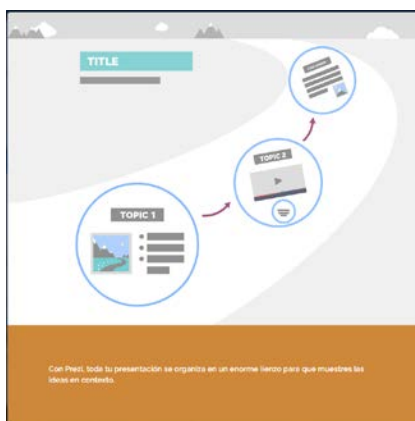 TITLE
TOPIC 2
TOPIC 1
Con Prezi, toda tu presentación se organiza en un enorme lienzo para que muestres las
ideas en contexto.